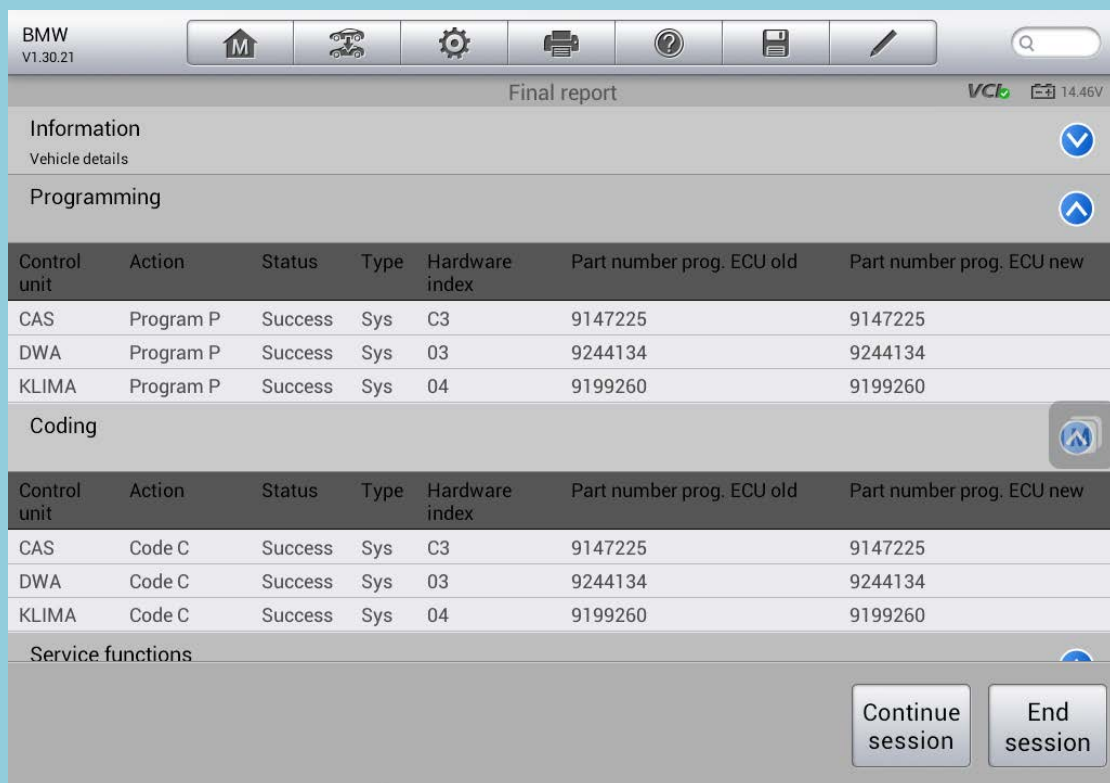 BMW
V1.30.21
M
Final report
VCI
14.46V
Information
Vehicle details
Programming
Control unit Action Status Type Hardware index Part number prog. ECU old Part number prog. ECU new
CAS Program P Success Sys C3 9147225 9147225
DWA Program P Success Sys 03 9244134 9244134
KLIMA Program P Success Sys 04 9199260 9199260
Coding
Control unit Action Status Type Hardware index Part number prog. ECU old Part number prog. ECU new
CAS Code C Success Sys C3 9147225 9147225
DWA Code C Success Sys 03 9244134 9244134
KLIMA Code C Success Sys 04 9199260 9199260
Service functions
Continue session
End session